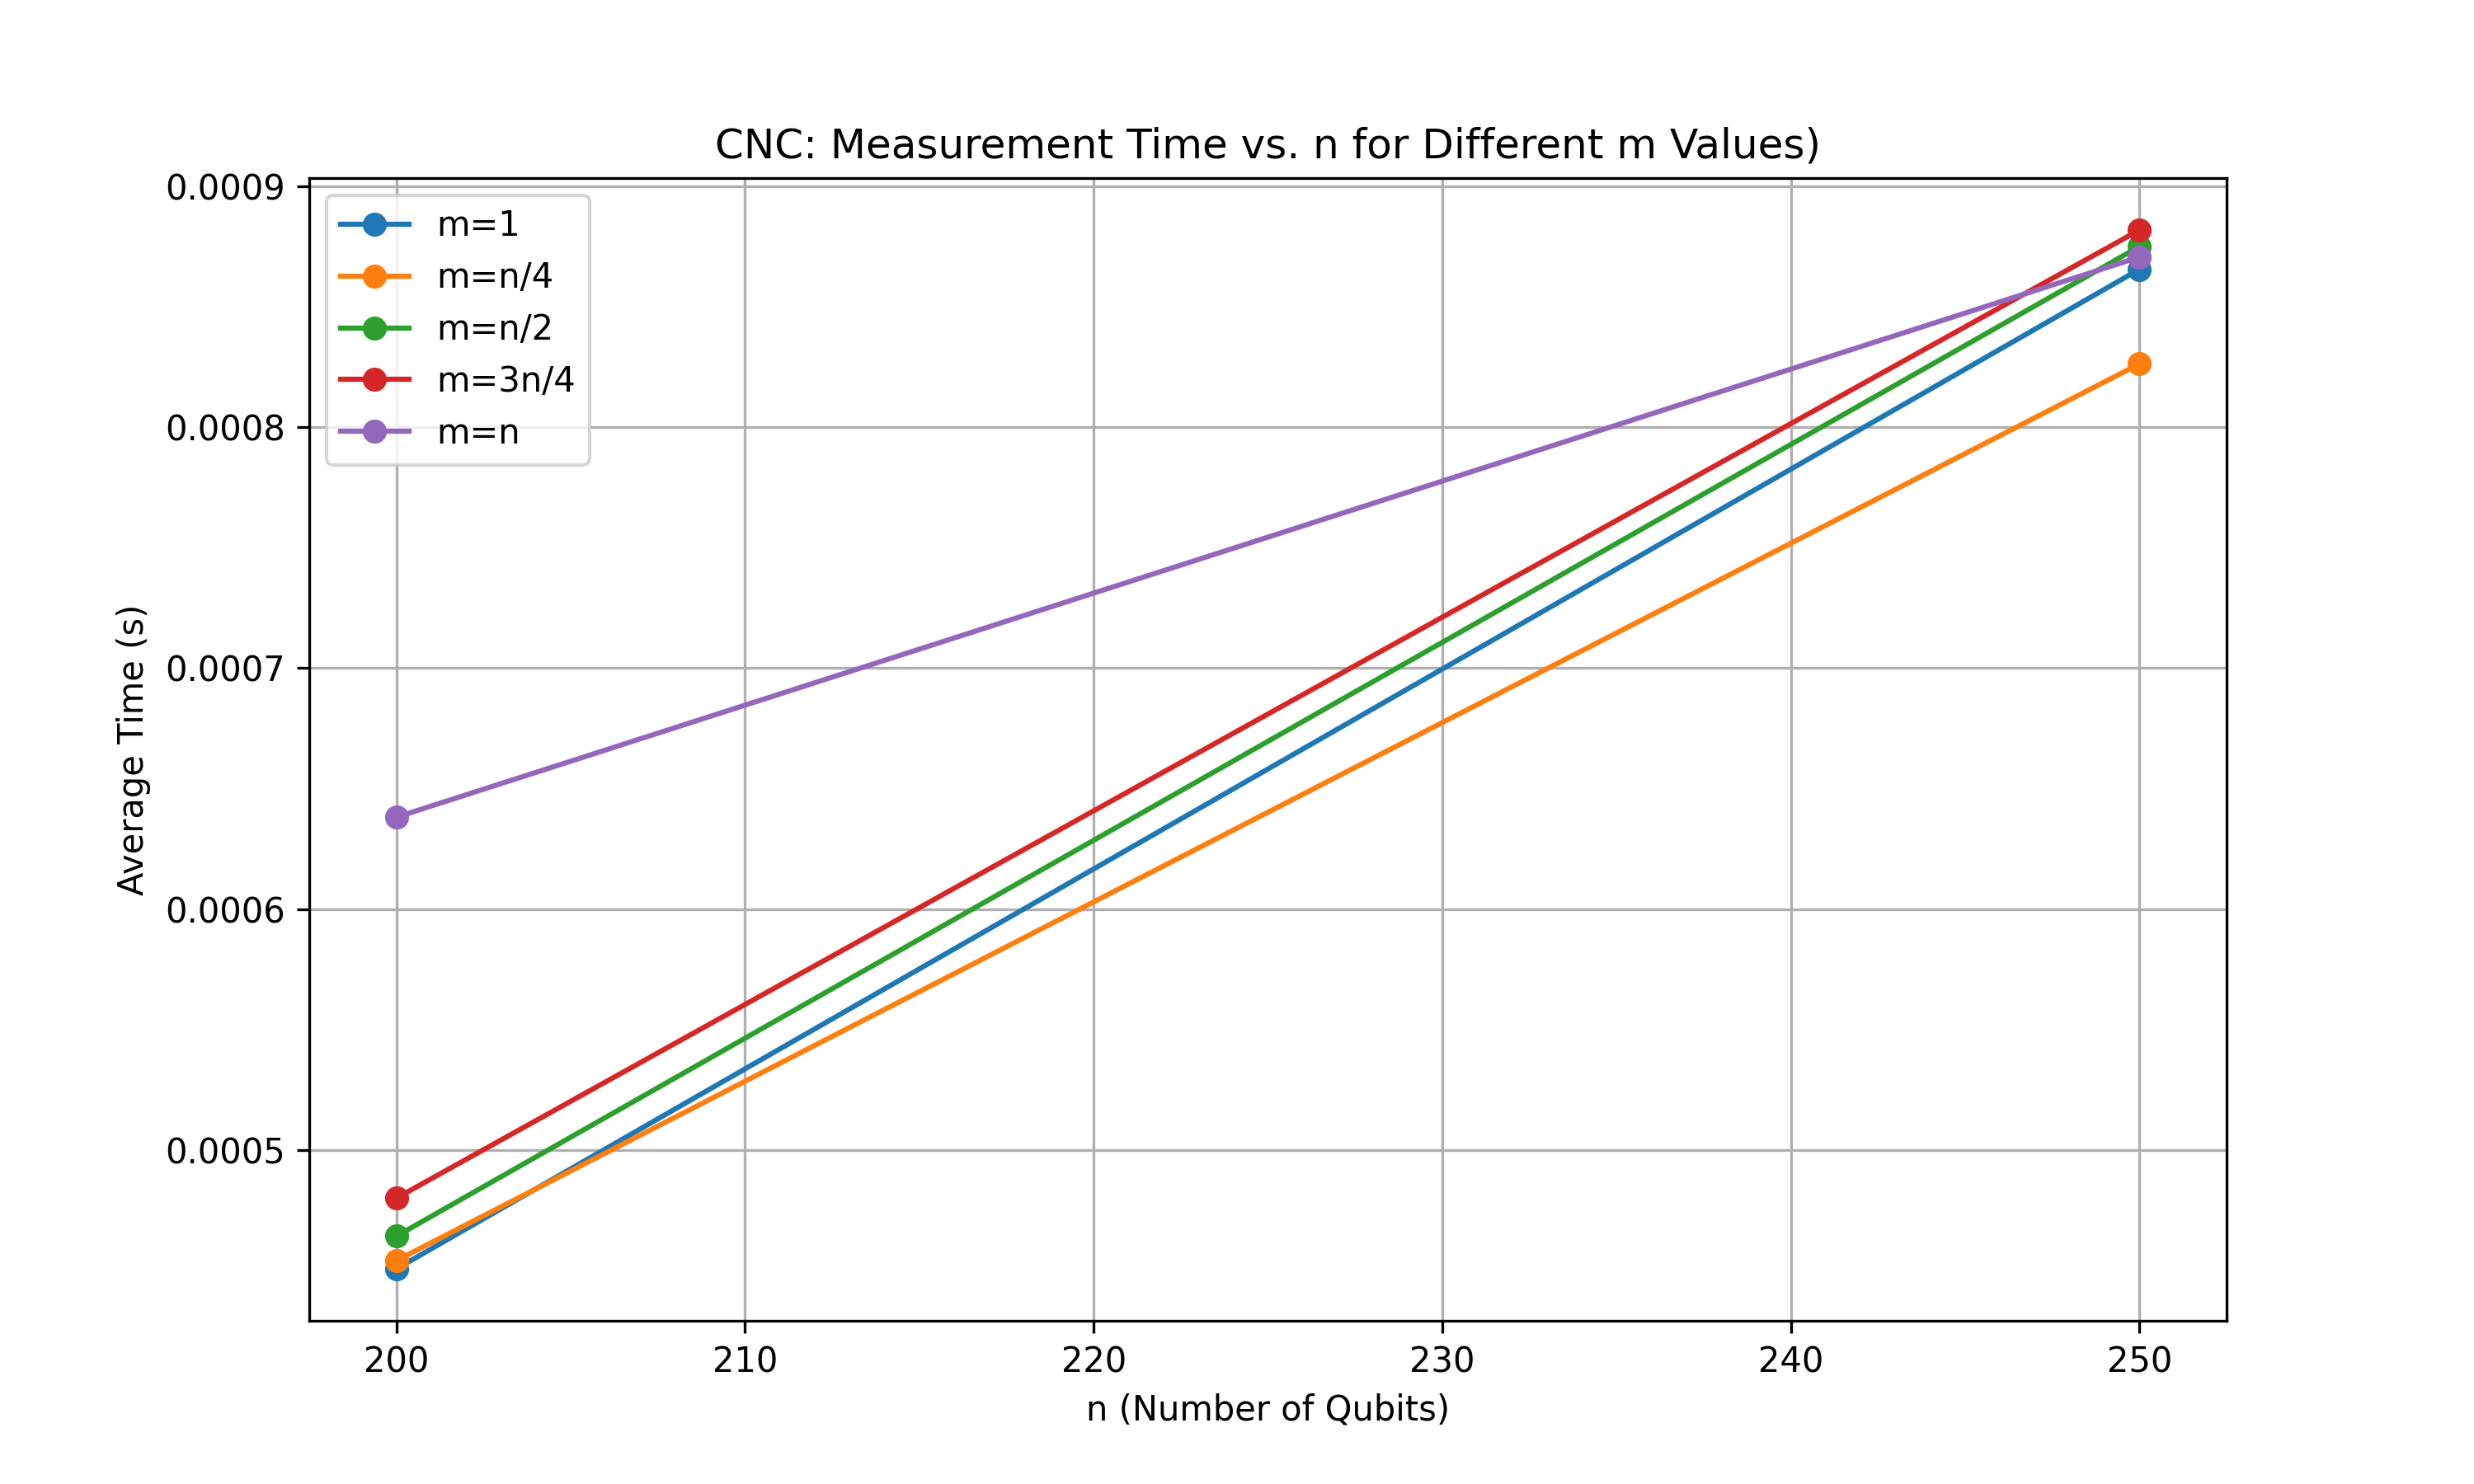 CNC: Measurement Time vs. n for Different m Values)
0.0009
0.0008
0.0007
0.0006
0.0005
Average Time (s)
m=1
m=n/4
m=n/2
m=3n/4
m=n
200 210 220 230 240 250
n (Number of Qubits)